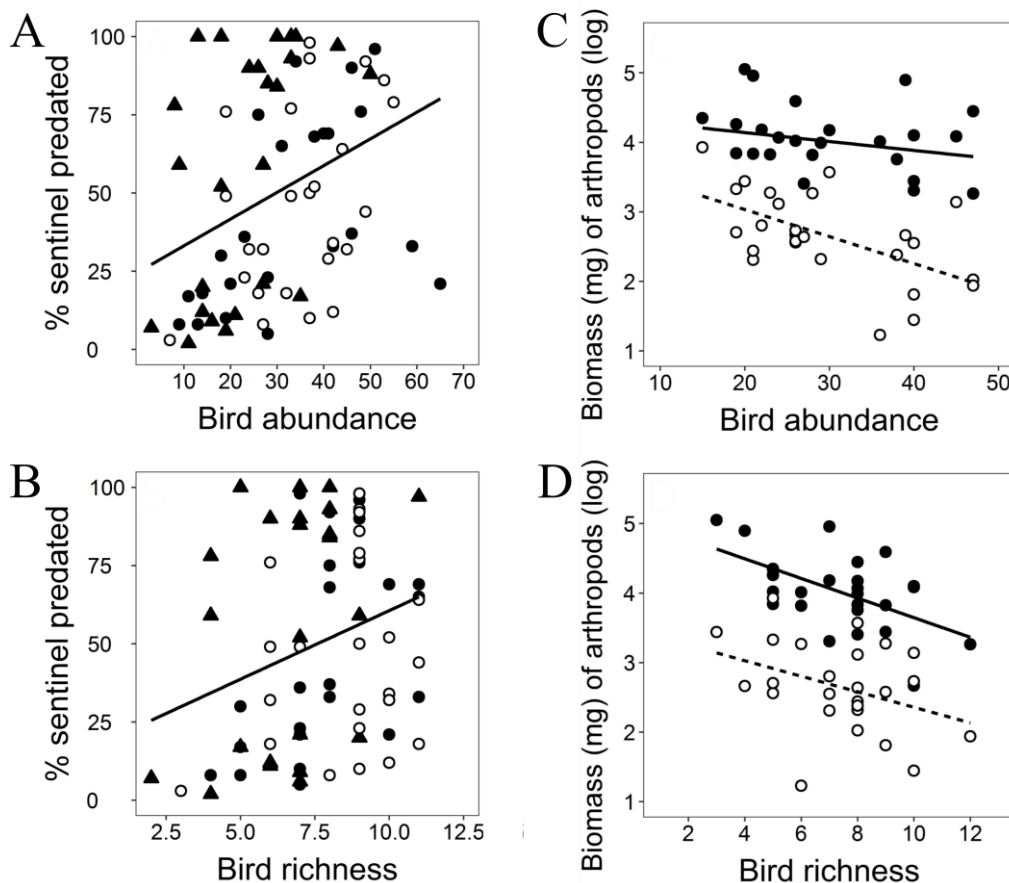 A
% sentinel predated
100
75
50
25
0
10 20 30 40 50 60 70
Bird abundance
B
% sentinel predated
100
75
50
25
0
2.5 5.0 7.5 10.0 12.5
Bird richness
C
Biomass (mg) of arthropods (log)
5
4
3
2
1
10 20 30 40 50
Bird abundance
D
Biomass (mg) of arthropods (log)
5
4
3
2
1
2 4 6 8 10 12
Bird richness